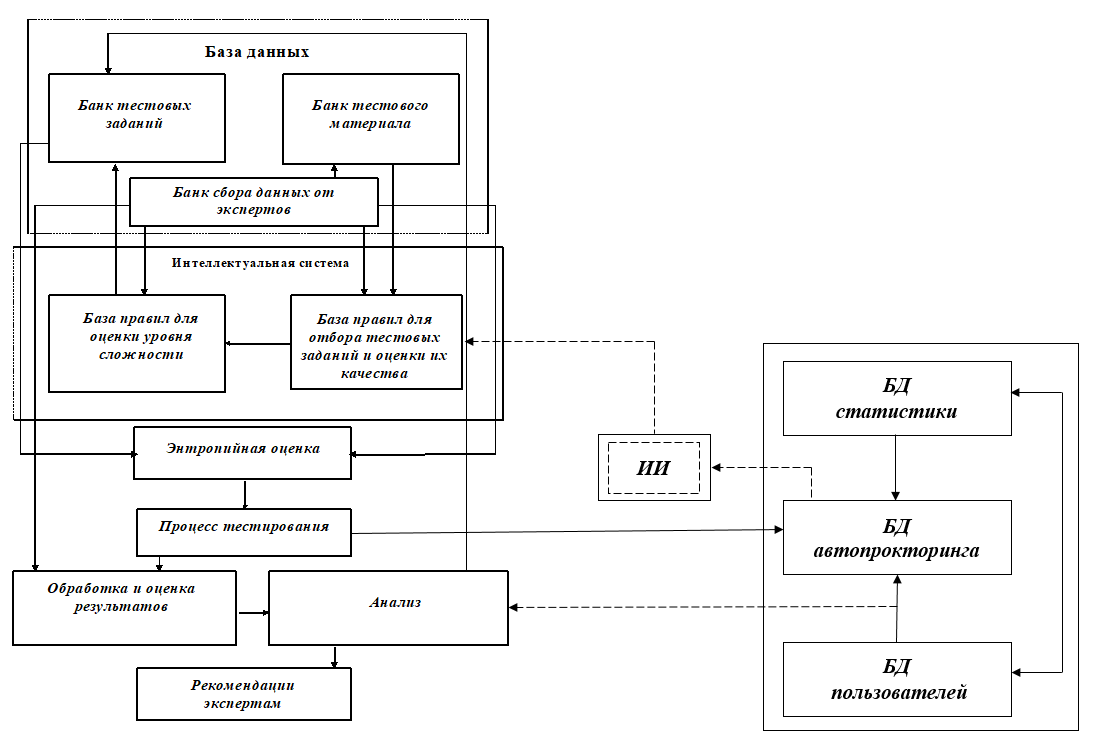 База данных
Банк тестовых
заданий
Банк тестового
материала
Банк сбора данных от
экспертов
Интеллектуальная система
База правил для
оценки уровня
сложности
База правил для
отбора тестовых
заданий и оценки их
качества
Энтропийная оценка
Процесс тестирования
Обработка и оценка
результатов
Анализ
Рекомендации
экспертам
ИИ
БД
статистики
БД
автопрокторинга
БД
пользователей